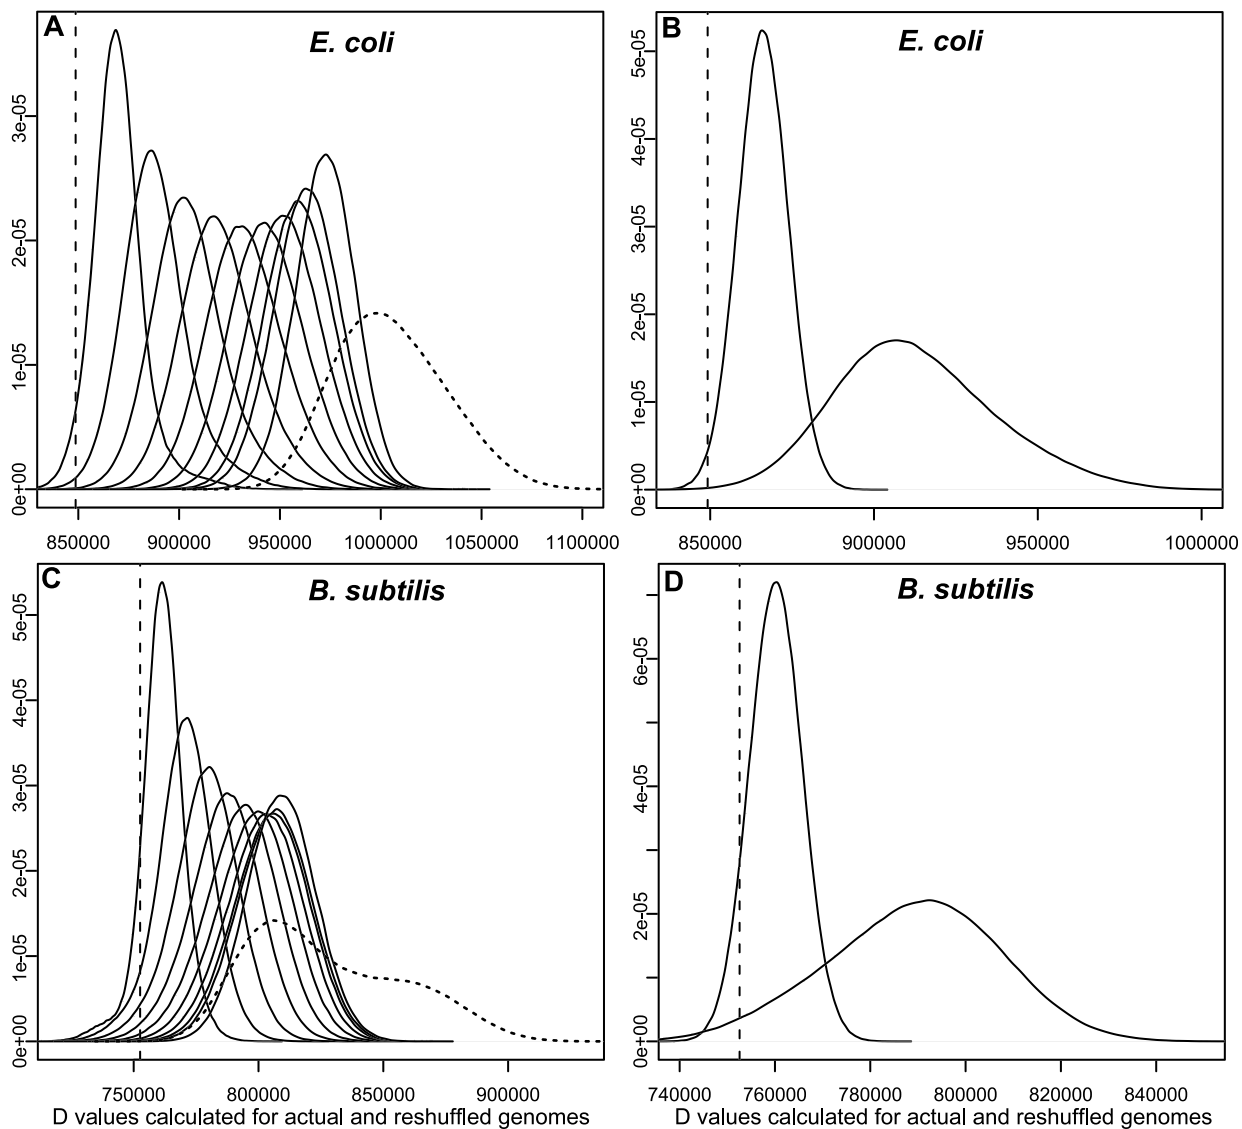 A
E. coli
0e+00 1e-05 2e-05 3e-05
850000 900000 950000 1000000 1050000 1100000
B
E. coli
0e+00 1e-05 2e-05 3e-05 4e-05 5e-05
850000 900000 950000 1000000
C
B. subtilis
0e+00 1e-05 2e-05 3e-05 4e-05 5e-05
750000 800000 850000 900000
D values calculated for actual and reshuffled genomes
D
B. subtilis
0e+00 2e-05 4e-05 6e-05
740000 760000 780000 800000 820000 840000
D values calculated for actual and reshuffled genomes